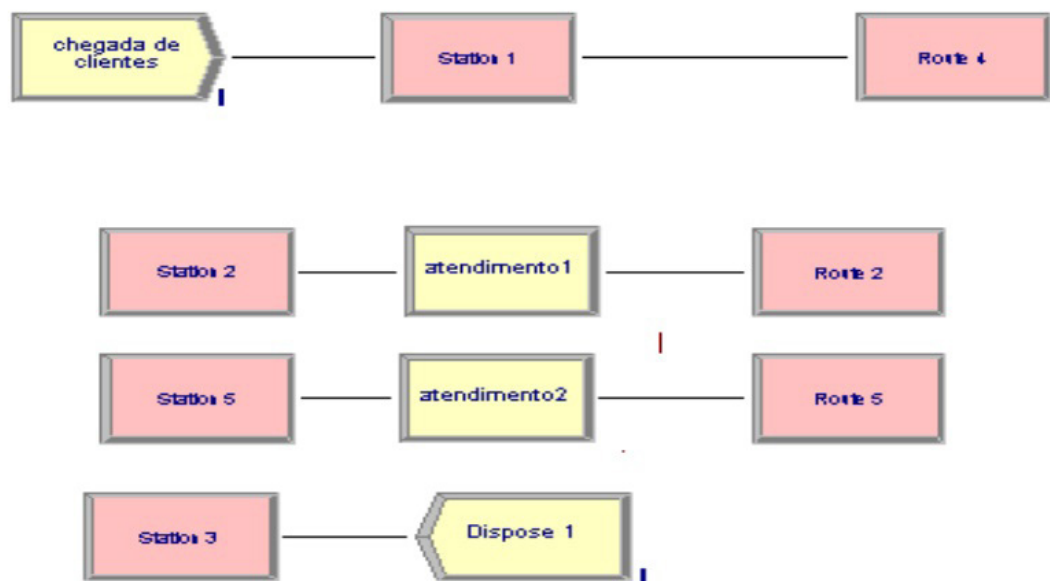 chegada de
clientes
Station 1
Route 4
Station 2
atendimento1
Route 2
Station 5
atendimento2
Route 5
Station 3
Dispose 1